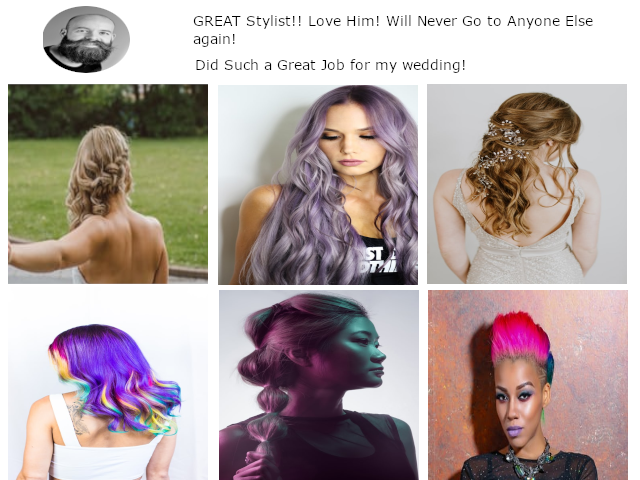 GREAT Stylist!! Love Him! Will Never Go to Anyone Else
again!
Did Such a Great Job for my wedding!